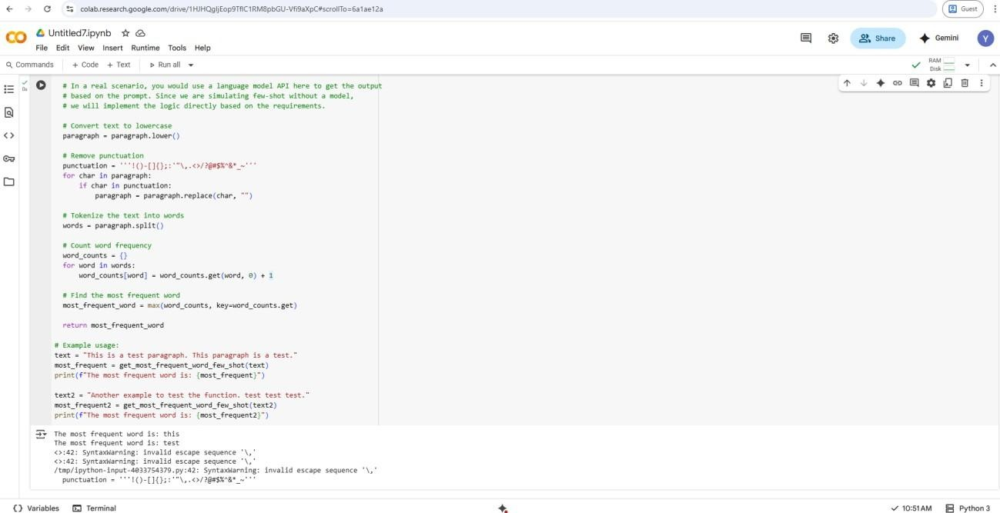 colab.research.google.com/drive/1HJHQgIjEop9TfIC1RM8pbGU-Vfi9aXpC#scrollTo=6a1ae12a
Guest
Untitled7.ipynb
File Edit View Insert Runtime Tools Help
Share
Gemini
Y
Commands + Code + Text Run all
RAM
Disk
0s
# In a real scenario, you would use a language model API here to get the output
# based on the prompt. Since we are simulating few-shot without a model,
# we will implement the logic directly based on the requirements.
# Convert text to lowercase
paragraph = paragraph.lower()
# Remove punctuation
punctuation = '''!()-[]{};:'"\,.<>/?@#$%^&*_~'''
for char in paragraph:
if char in punctuation:
paragraph = paragraph.replace(char, "")
# Tokenize the text into words
words = paragraph.split()
# Count word frequency
word_counts = {}
for word in words:
word_counts[word] = word_counts.get(word, 0) + 1
# Find the most frequent word
most_frequent_word = max(word_counts, key=word_counts.get)
return most_frequent_word
# Example usage:
text = "This is a test paragraph. This paragraph is a test."
most_frequent = get_most_frequent_word_few_shot(text)
print(f"The most frequent word is: {most_frequent}")
text2 = "Another example to test the function. test test test."
most_frequent2 = get_most_frequent_word_few_shot(text2)
print(f"The most frequent word is: {most_frequent2}")
The most frequent word is: this
The most frequent word is: test
<>:42: SyntaxWarning: invalid escape sequence '\,'
<>:42: SyntaxWarning: invalid escape sequence '\,'
/tmp/ipython-input-4033754379.py:42: SyntaxWarning: invalid escape sequence '\,'
punctuation = '''!()-[]{};:'"\,.<>/?@#$%^&*_~'''
Variables Terminal
10:51 AM Python 3